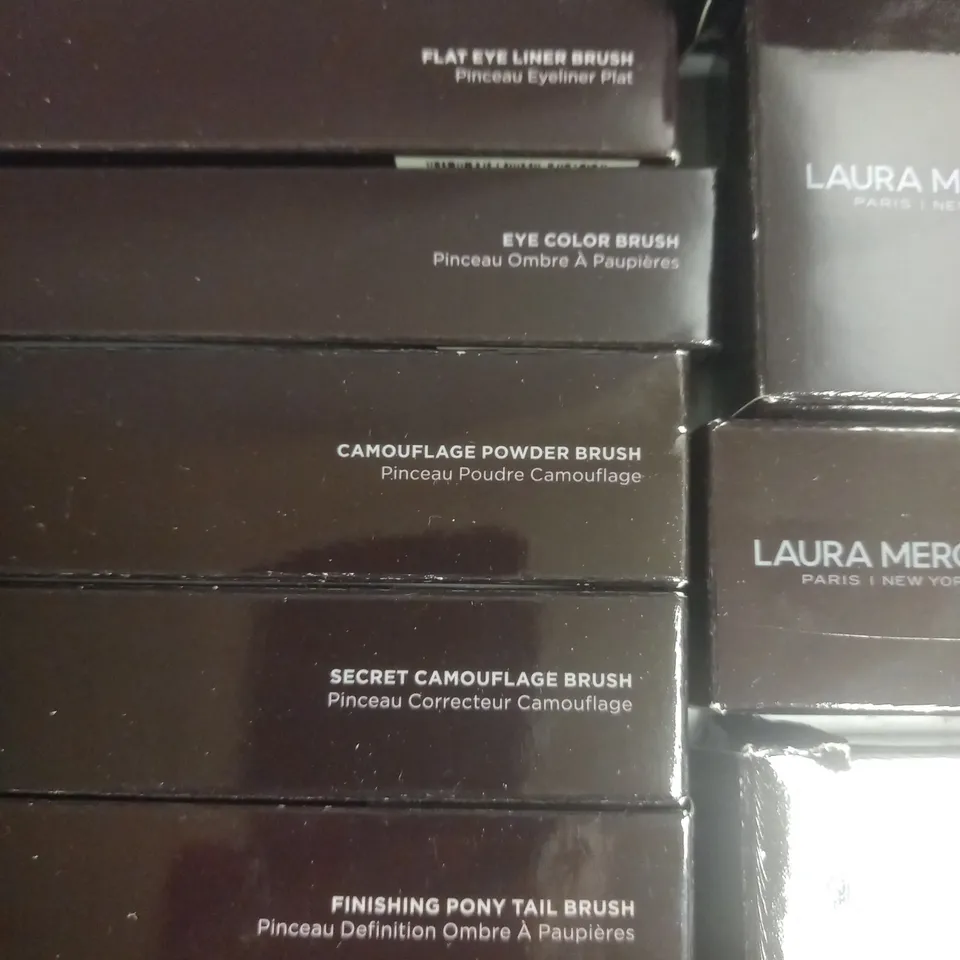 FLAT EYE LINER BRUSH
Pinceau Eyeliner Plat
EYE COLOR BRUSH
Pinceau Ombre À Paupières
CAMOUFLAGE POWDER BRUSH
Pinceau Poudre Camouflage
SECRET CAMOUFLAGE BRUSH
Pinceau Correcteur Camouflage
FINISHING PONY TAIL BRUSH
Pinceau Definition Ombre À Paupières
LAURA M
PARIS | NE
LAURA MERC
PARIS | NEW YOR